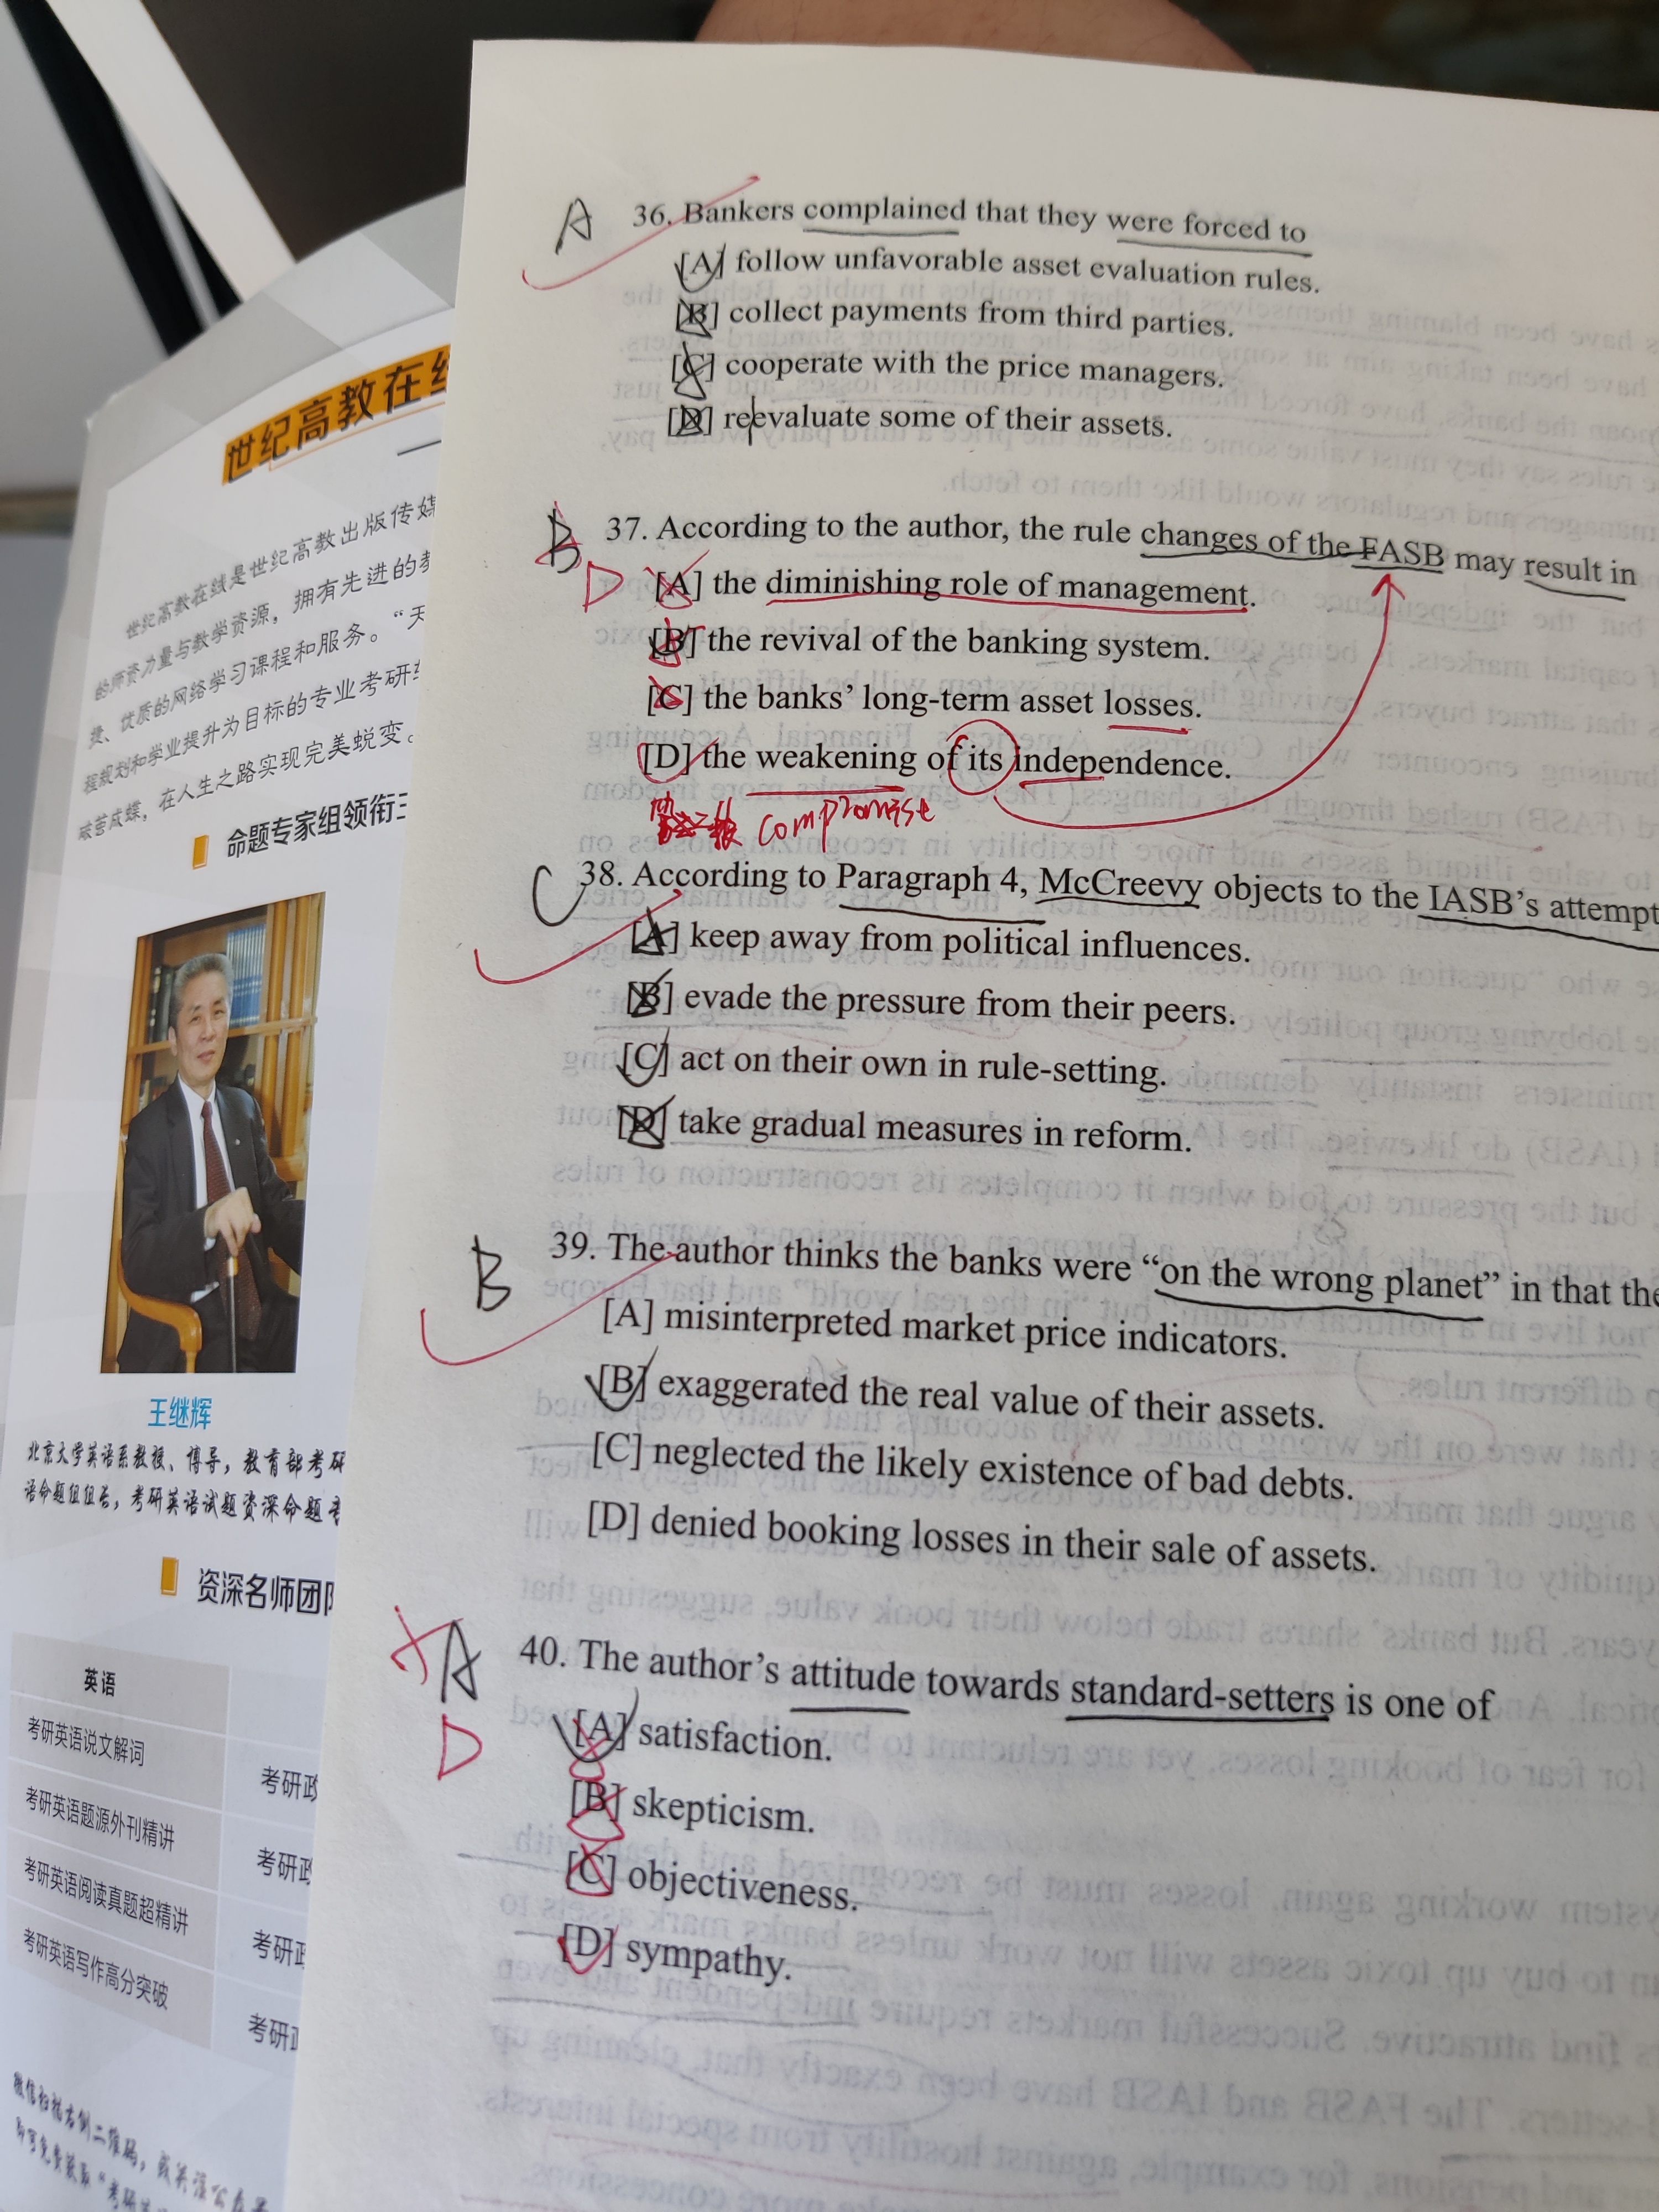 世纪高教在线
世纪高教在线是世纪高教出版传媒
的师资力量与教学资源，拥有先进的教
捷、优质的网络学习课程和服务。“天
程规划和学业提升为目标的专业考研
破茧成蝶，在人生之路实现完美蜕变。
命题专家组领衔
王继辉
北京大学英语系教授、博导，教育部考研
语命题组组长，考研英语试题资深命题专
资深名师团队
英语
考研英语说文解词
考研政
考研英语题源外刊精讲
考研政
考研英语阅读真题超精讲
考研政
考研英语写作高分突破
考研政
微信扫描右侧二维码，
即可免费获取“考研英
A 36. Bankers complained that they were forced to
[A] follow unfavorable asset evaluation rules.
[B] collect payments from third parties.
[C] cooperate with the price managers.
[D] reevaluate some of their assets.
B 37. According to the author, the rule changes of the FASB may result in
D [A] the diminishing role of management.
[B] the revival of the banking system.
[C] the banks’ long-term asset losses.
[D] the weakening of its independence.
compromise
C 38. According to Paragraph 4, McCreevy objects to the IASB’s attempt
[A] keep away from political influences.
[B] evade the pressure from their peers.
[C] act on their own in rule-setting.
[D] take gradual measures in reform.
B 39. The author thinks the banks were “on the wrong planet” in that the
[A] misinterpreted market price indicators.
[B] exaggerated the real value of their assets.
[C] neglected the likely existence of bad debts.
[D] denied booking losses in their sale of assets.
A 40. The author’s attitude towards standard-setters is one of
D [A] satisfaction.
[B] skepticism.
[C] objectiveness.
[D] sympathy.